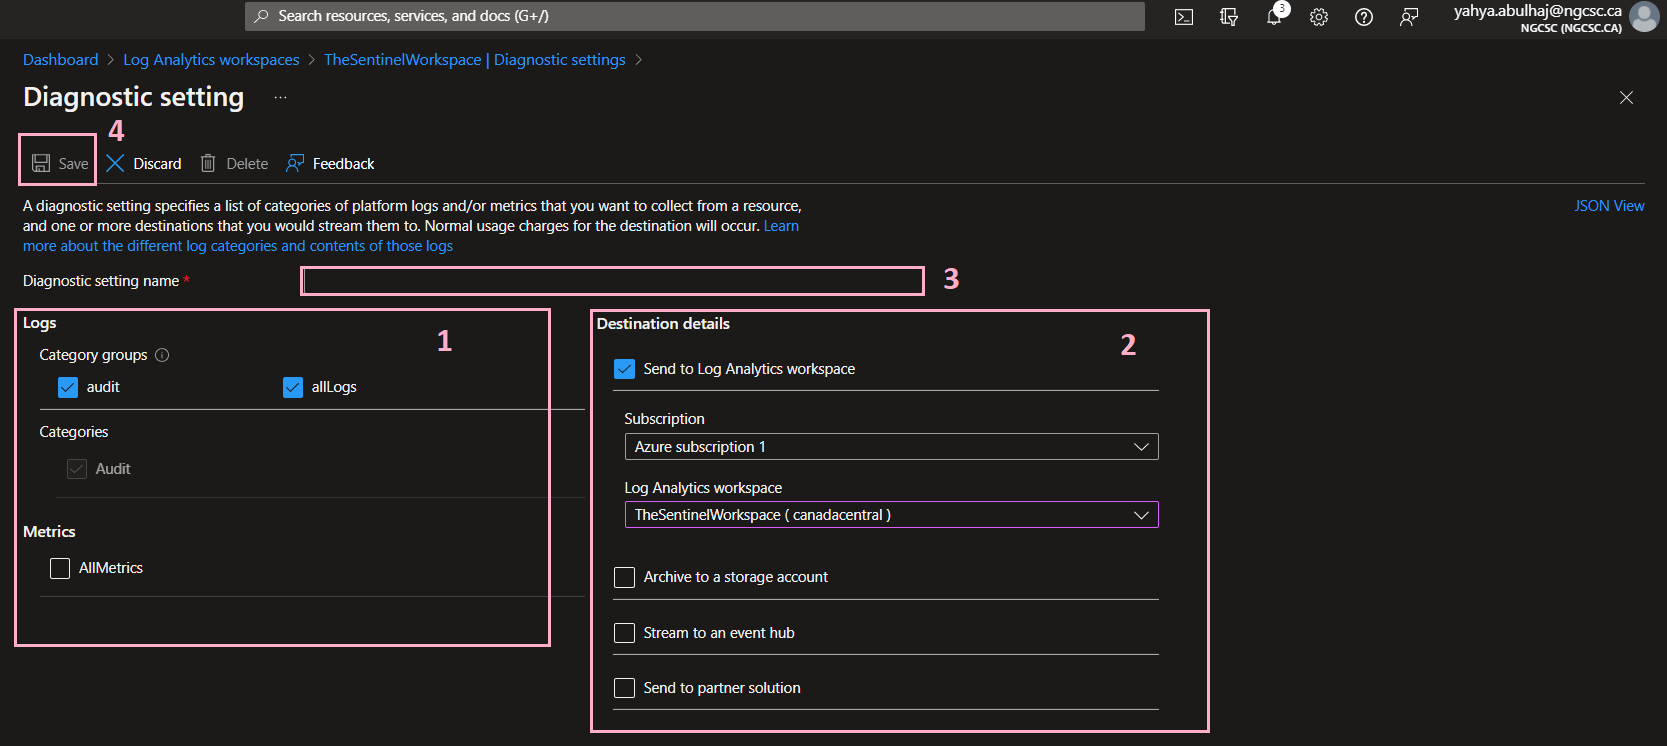 Search resources, services, and docs (G+/)
3
yahya.abulhaj@ngcsc.ca
NGCSC (NGCSC.CA)
Dashboard > Log Analytics workspaces > TheSentinelWorkspace | Diagnostic settings >
Diagnostic setting ...
4
Save Discard Delete Feedback
A diagnostic setting specifies a list of categories of platform logs and/or metrics that you want to collect from a resource,
and one or more destinations that you would stream them to. Normal usage charges for the destination will occur. Learn
more about the different log categories and contents of those logs
JSON View
Diagnostic setting name *
3
Logs
1
Category groups
audit allLogs
Categories
Audit
Metrics
AllMetrics
Destination details
2
Send to Log Analytics workspace
Subscription
Azure subscription 1
Log Analytics workspace
TheSentinelWorkspace ( canadacentral )
Archive to a storage account
Stream to an event hub
Send to partner solution